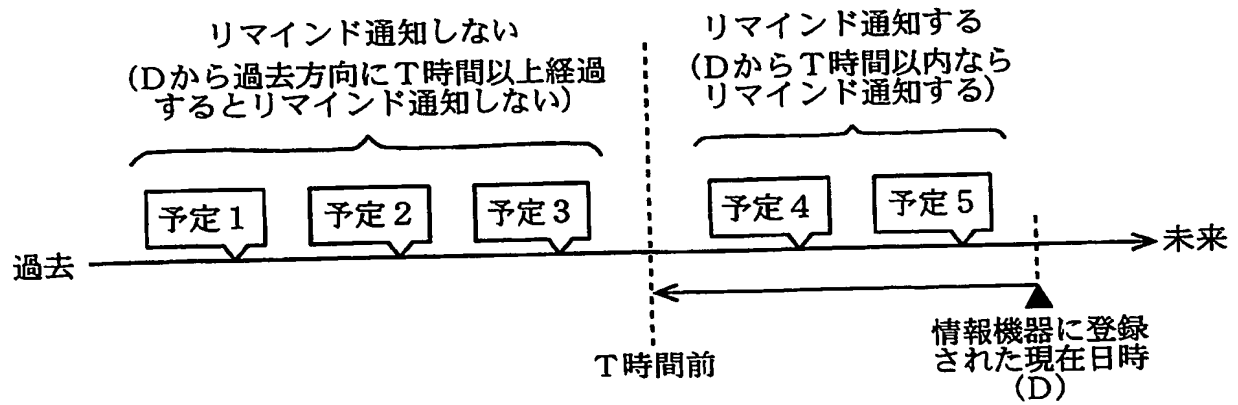 リマインド通知しない
(Dから過去方向にT時間以上経過
するとリマインド通知しない)
リマインド通知する
(DからT時間以内なら
リマインド通知する)
予定1
予定2
予定3
予定4
予定5
過去
未来
T時間前
情報機器に登録
された現在日時
(D)